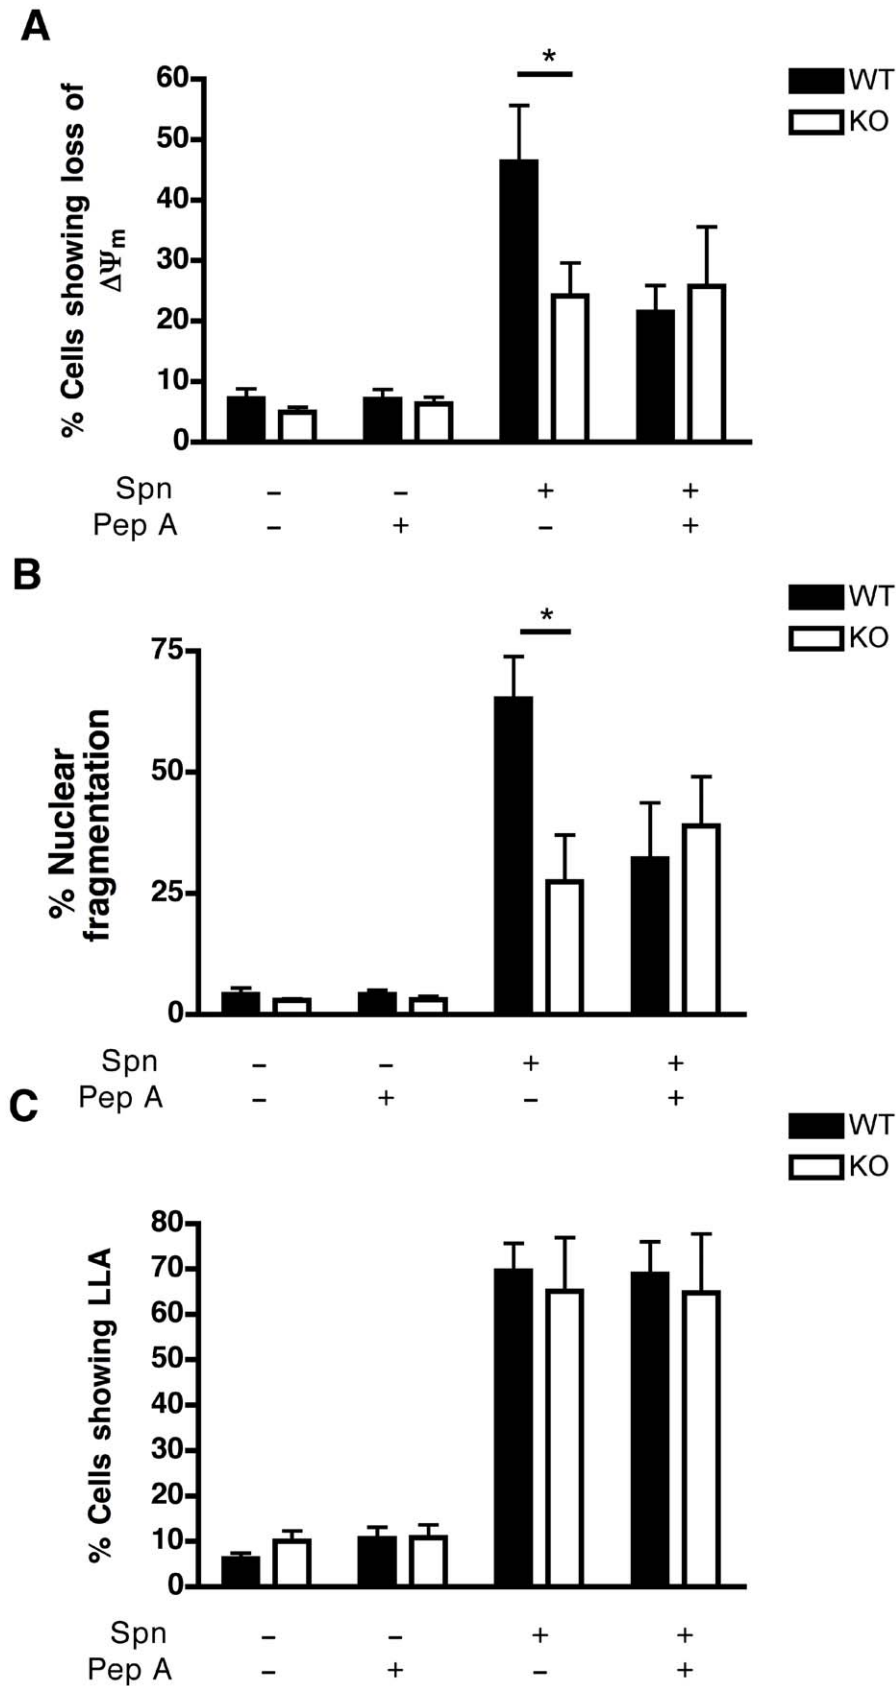 A
*
WT
KO
% Cells showing loss of
ΔΨm
60
50
40
30
20
10
0
Spn – – + +
Pep A – + – +
B
*
WT
KO
% Nuclear
fragmentation
75
50
25
0
Spn – – + +
Pep A – + – +
C
WT
KO
% Cells showing LLA
80
70
60
50
40
30
20
10
0
Spn – – + +
Pep A – + – +